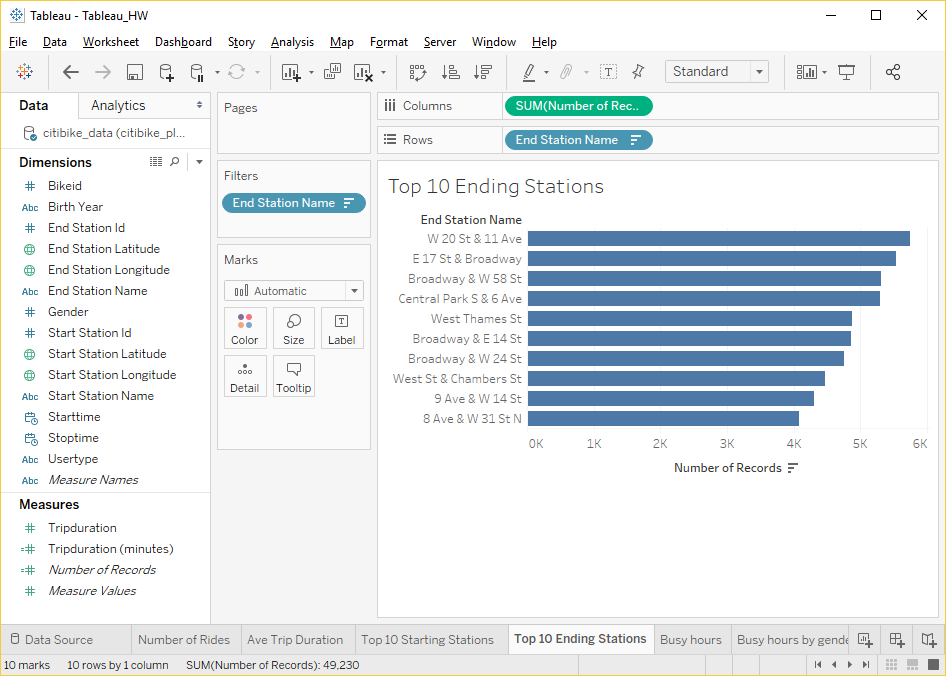 Tableau - Tableau_HW
File Data Worksheet Dashboard Story Analysis Map Format Server Window Help
Standard
Data Analytics
citibike_data (citibike_pl...
Dimensions
Bikeid
Abc Birth Year
End Station Id
End Station Latitude
End Station Longitude
Abc End Station Name
Gender
Start Station Id
Start Station Latitude
Start Station Longitude
Abc Start Station Name
Starttime
Stoptime
Abc Usertype
Abc Measure Names
Measures
Tripduration
Tripduration (minutes)
Number of Records
Measure Values
Pages
Filters
End Station Name
Marks
Automatic
Color Size Label
Detail Tooltip
Columns SUM(Number of Rec..
Rows End Station Name
Top 10 Ending Stations
End Station Name
W 20 St & 11 Ave
E 17 St & Broadway
Broadway & W 58 St
Central Park S & 6 Ave
West Thames St
Broadway & E 14 St
Broadway & W 24 St
West St & Chambers St
9 Ave & W 14 St
8 Ave & W 31 St N
0K 1K 2K 3K 4K 5K 6K
Number of Records
Data Source Number of Rides Ave Trip Duration Top 10 Starting Stations Top 10 Ending Stations Busy hours Busy hours by gende
10 marks 10 rows by 1 column SUM(Number of Records): 49,230